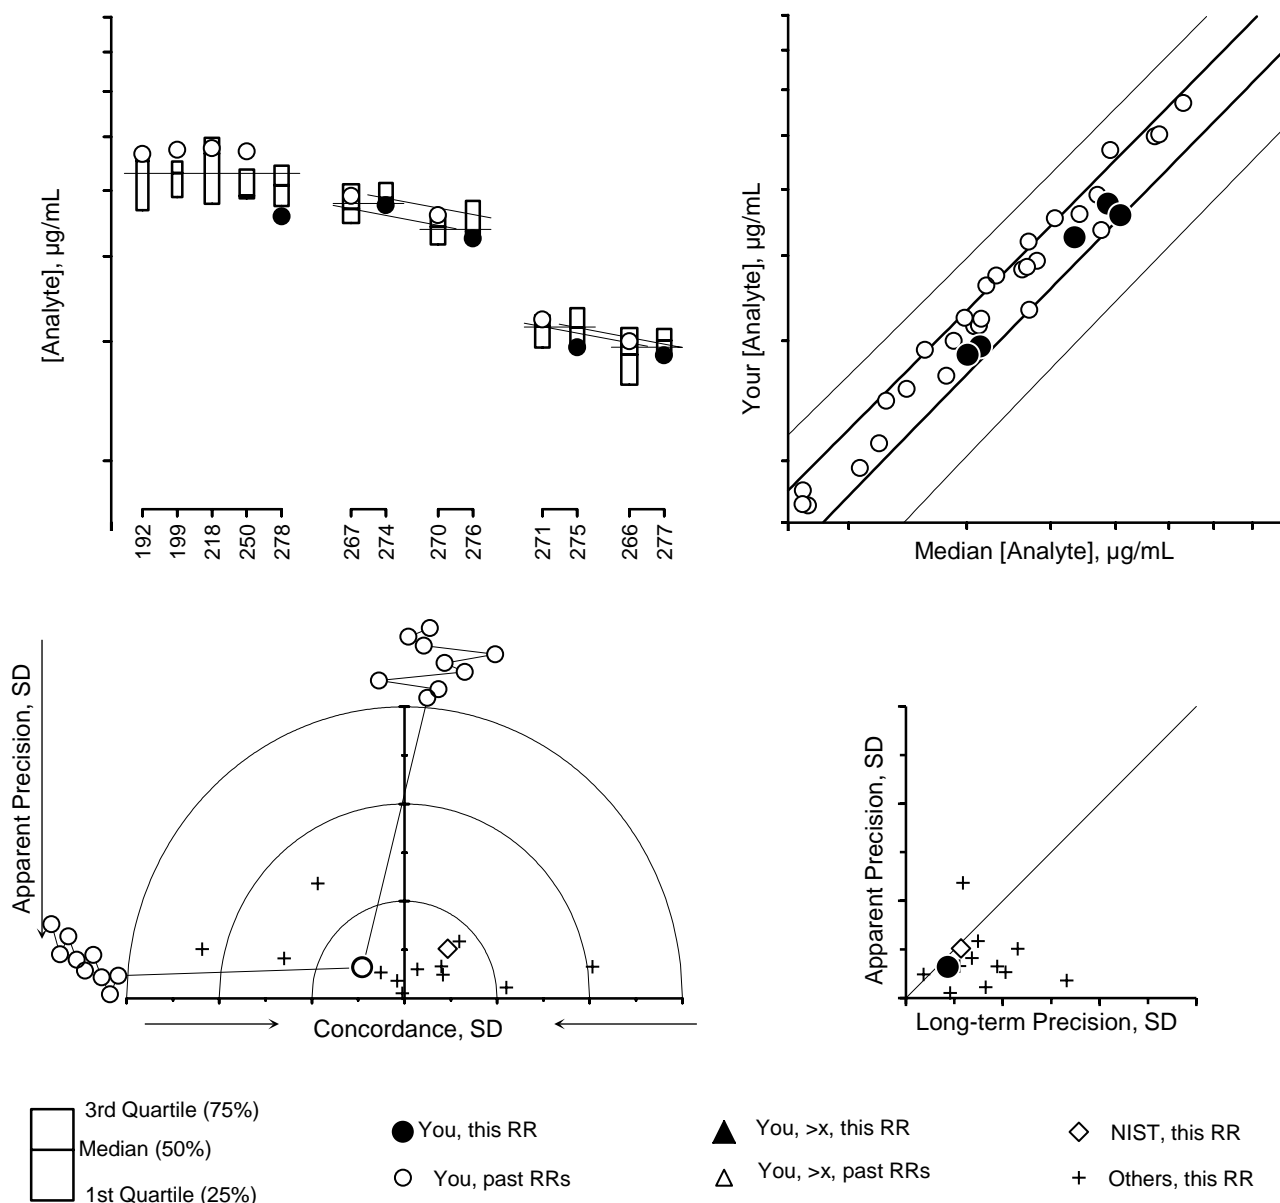 [Analyte], µg/mL
192
199
218
250
278
267
274
270
276
271
275
266
277
Your [Analyte], µg/mL
Median [Analyte], µg/mL
Apparent Precision, SD
Concordance, SD
Apparent Precision, SD
Long-term Precision, SD
3rd Quartile (75%)
Median (50%)
1st Quartile (25%)
You, this RR
You, past RRs
You, >x, this RR
You, >x, past RRs
NIST, this RR
Others, this RR